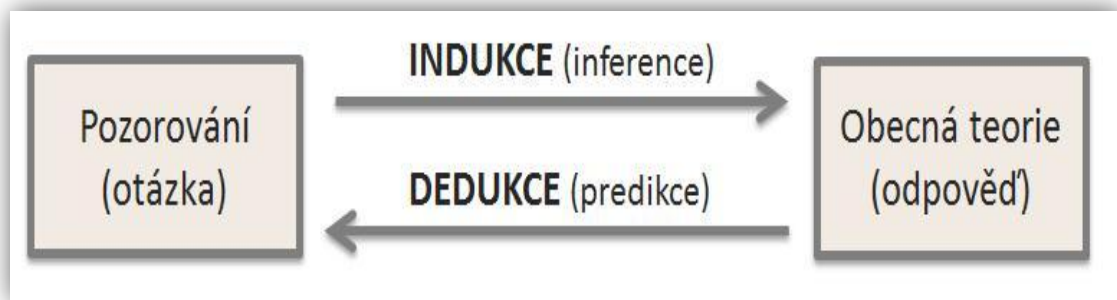 INDUKCE (inference)
Pozorování
(otázka)
Obecná teorie
(odpověď)
DEDUKCE (predikce)